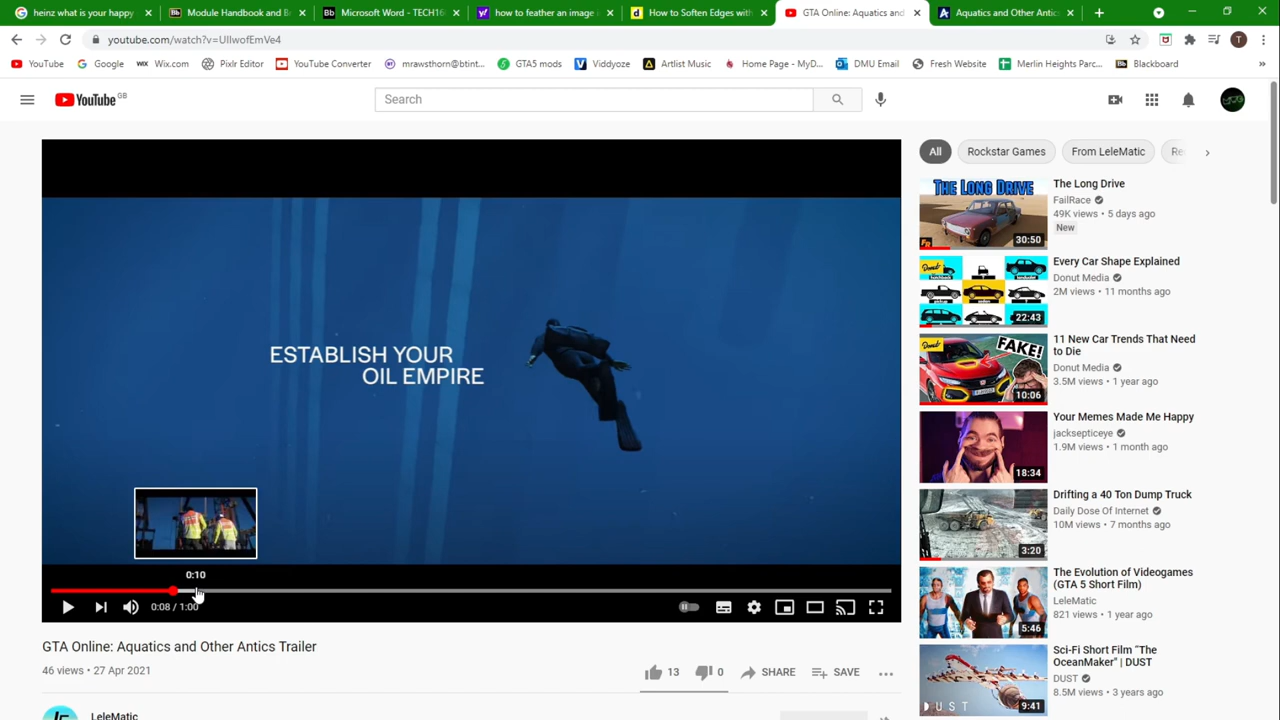 heinz what is your happy
Module Handbook and B
Microsoft Word - TECH16
how to feather an image i
How to Soften Edges with
GTA Online: Aquatics and
Aquatics and Other Antic
youtube.com/watch?v=UIlwofEmVe4
YouTube
Google
Wix.com
Pixlr Editor
YouTube Converter
mrawsthorn@btint...
GTA5 mods
Viddyoze
Artlist Music
Home Page - MyD...
DMU Email
Fresh Website
Merlin Heights Parc...
Blackboard
YouTube GB
Search
ESTABLISH YOUR
OIL EMPIRE
0:10
0:08 / 1:00
GTA Online: Aquatics and Other Antics Trailer
46 views • 27 Apr 2021
13
0
SHARE
SAVE
LeleMatic
All
Rockstar Games
From LeleMatic
Re
THE LONG DRIVE
30:50
The Long Drive
FailRace
49K views • 5 days ago
New
Donut
22:43
Every Car Shape Explained
Donut Media
2M views • 11 months ago
Donut
FAKE!
10:06
11 New Car Trends That Need
to Die
Donut Media
3.5M views • 1 year ago
18:34
Your Memes Made Me Happy
jacksepticeye
1.9M views • 1 month ago
3:20
Drifting a 40 Ton Dump Truck
Daily Dose Of Internet
10M views • 7 months ago
5:46
The Evolution of Videogames
(GTA 5 Short Film)
LeleMatic
821 views • 1 year ago
DUST
9:41
Sci-Fi Short Film "The
OceanMaker" | DUST
DUST
8.5M views • 3 years ago